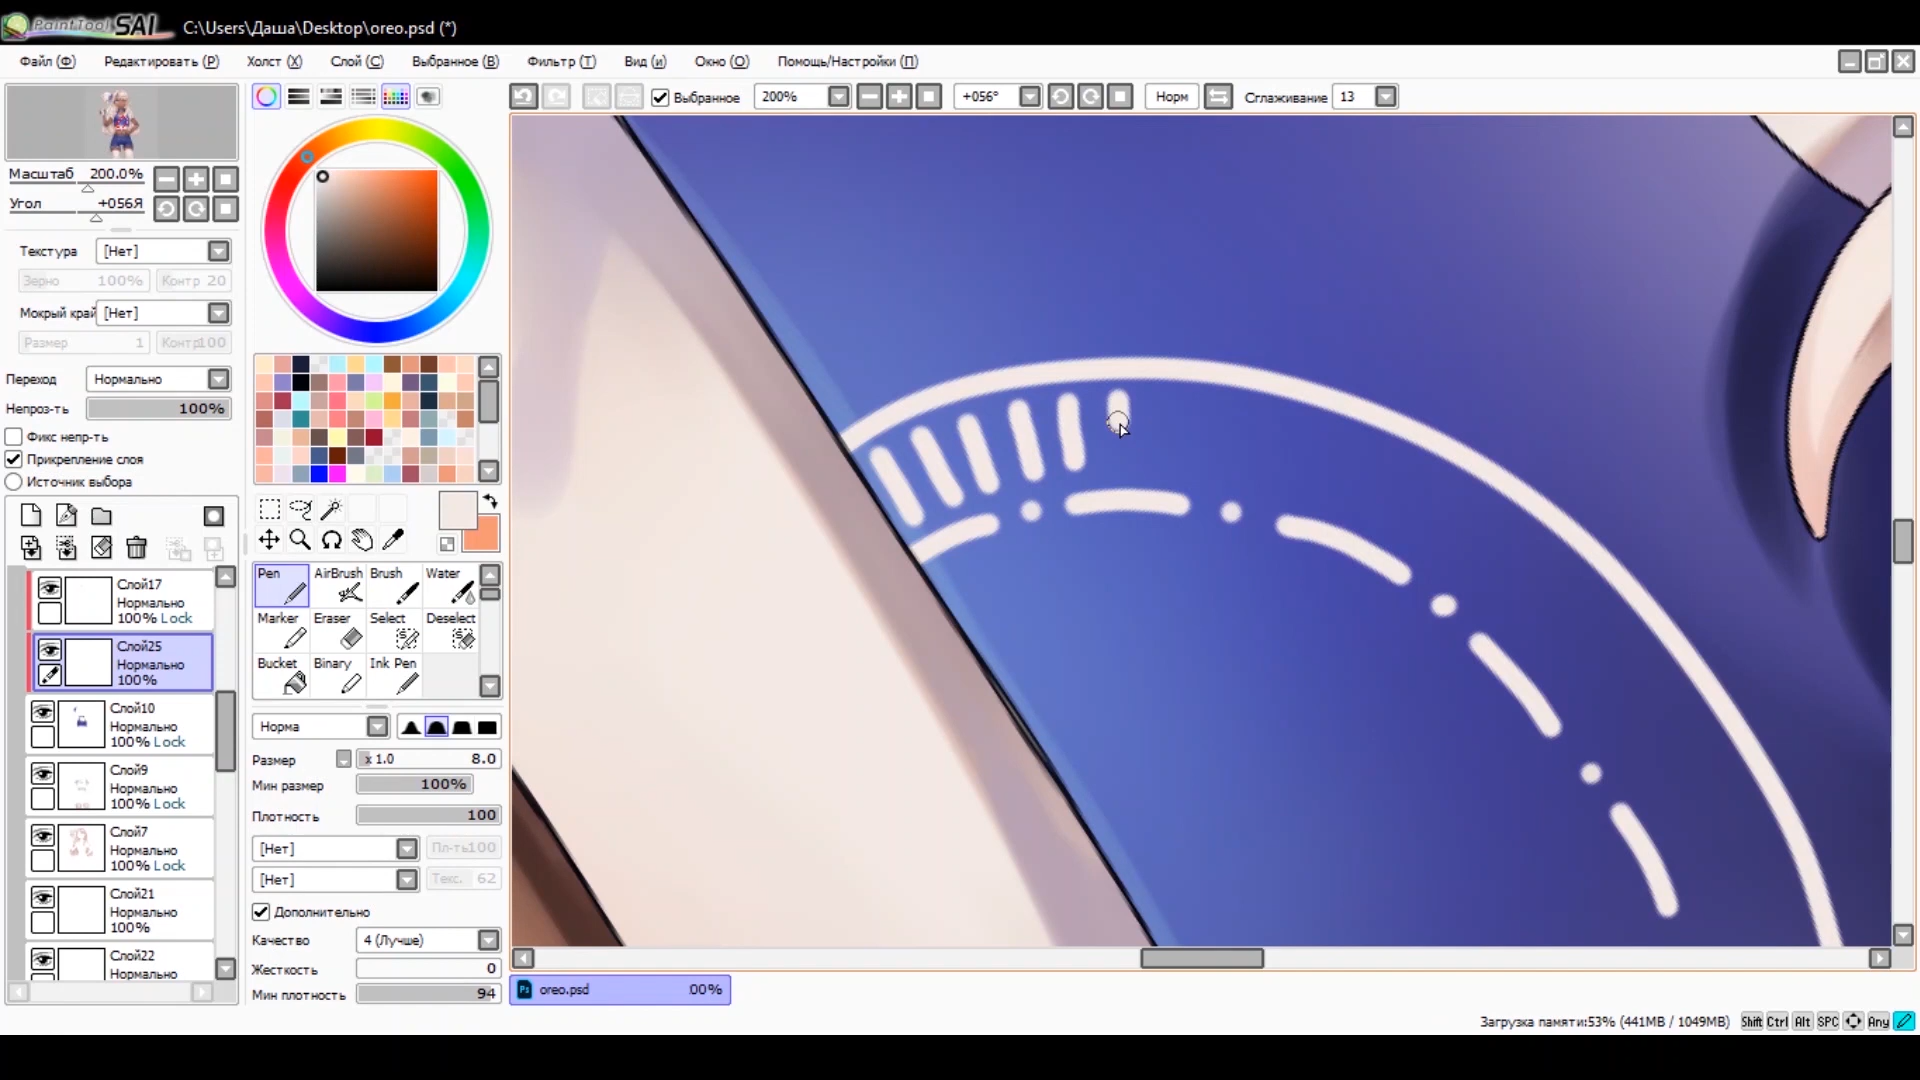 PaintTool SAI C:\Users\Даша\Desktop\oreo.psd (*)
Файл (Ф) Редактировать (Р) Холст (Х) Слой (С) Выбранное (В) Фильтр (Т) Вид (и) Окно (О) Помощь/Настройки (П)
Выбранное 200% +056° Норм Сглаживание 13
Масштаб 200.0%
Угол +056Я
Текстура [Нет]
Зерно 100% Контр 20
Мокрый край [Нет]
Размер 1 Контр100
Переход Нормально
Непроз-ть 100%
Фикс непр-ть
Прикрепление слоя
Источник выбора
Слой17
Нормально
100% Lock
Слой25
Нормально
100%
Слой10
Нормально
100% Lock
Слой9
Нормально
100% Lock
Слой7
Нормально
100% Lock
Слой21
Нормально
100%
Слой22
Нормально
Pen AirBrush Brush Water
Marker Eraser Select Deselect
Bucket Binary Ink Pen
Норма
Размер x 1.0 8.0
Мин размер 100%
Плотность 100
[Нет] Пл-ть100
[Нет] Текс. 62
Дополнительно
Качество 4 (Лучше)
Жесткость 0
Мин плотность 94
Ps oreo.psd 00%
Загрузка памяти:53% (441MB / 1049MB) Shift Ctrl Alt SPC Any